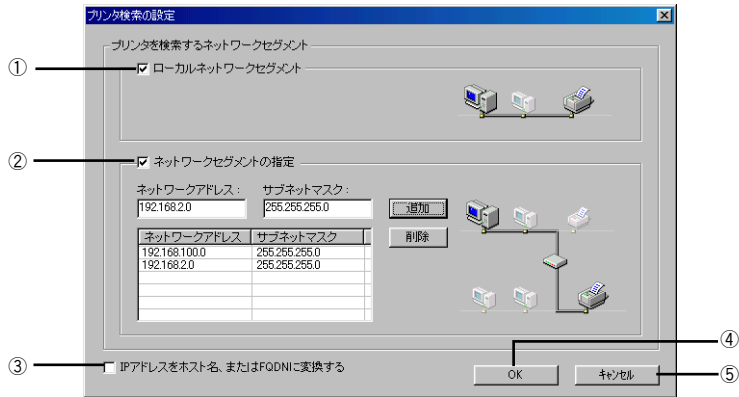 プリンタ検索の設定
プリンタを検索するネットワークセグメント
① ローカルネットワークセグメント
② ネットワークセグメントの指定
ネットワークアドレス： サブネットマスク：
192.168.2.0 255.255.255.0 追加
ネットワークアドレス サブネットマスク 削除
192.168.100.0 255.255.255.0
192.168.2.0 255.255.255.0
④
③ IPアドレスをホスト名、またはFQDNに変換する
OK キャンセル ⑤